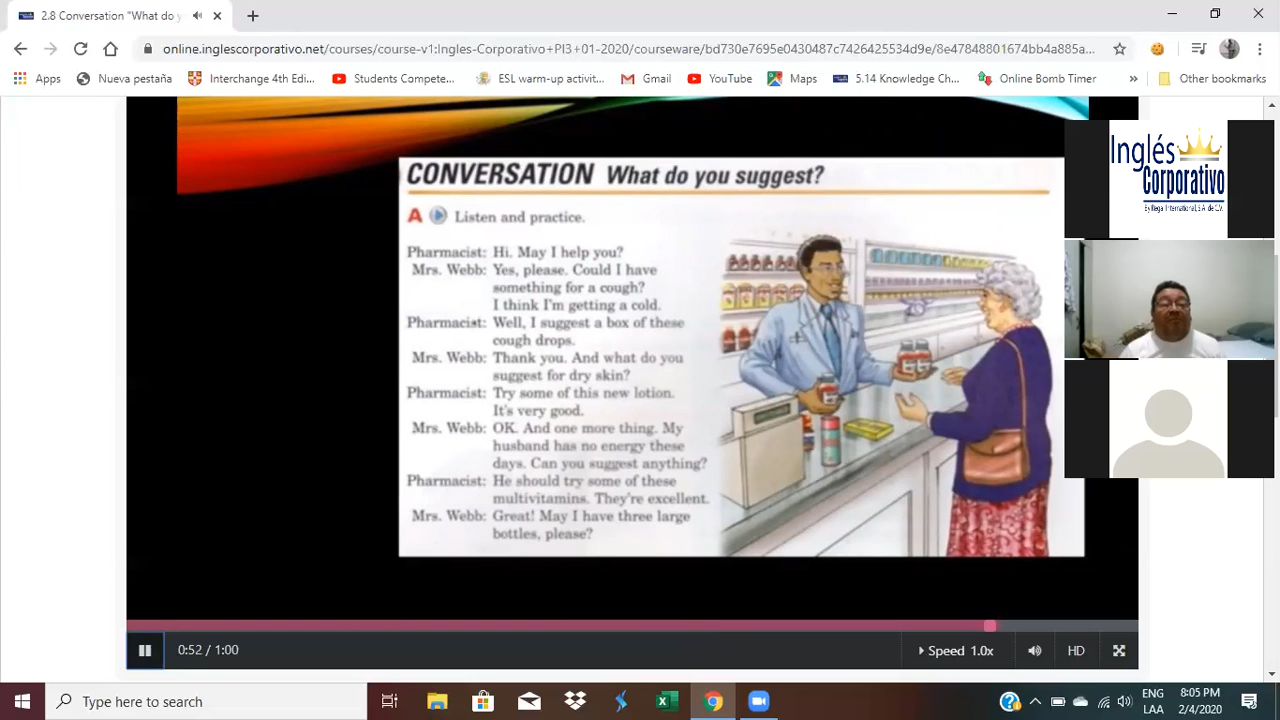 2.8 Conversation "What do y
online.inglescorporativo.net/courses/course-v1:Ingles-Corporativo+PI3+01-2020/courseware/bd730e7695e0430487c7426425534d9e/8e47848801674bb4a885a...
Apps
Nueva pestaña
Interchange 4th Edi...
Students Compete...
ESL warm-up activit...
Gmail
YouTube
Maps
5.14 Knowledge Ch...
Online Bomb Timer
»
Other bookmarks
CONVERSATION What do you suggest?
A Listen and practice.
Pharmacist: Hi. May I help you?
Mrs. Webb: Yes, please. Could I have
something for a cough?
I think I'm getting a cold.
Pharmacist: Well, I suggest a box of these
cough drops.
Mrs. Webb: Thank you. And what do you
suggest for dry skin?
Pharmacist: Try some of this new lotion.
It's very good.
Mrs. Webb: OK. And one more thing. My
husband has no energy these
days. Can you suggest anything?
Pharmacist: He should try some of these
multivitamins. They're excellent.
Mrs. Webb: Great! May I have three large
bottles, please?
Inglés
Corporativo
0:52 / 1:00
Speed 1.0x
HD
Type here to search
ENG
LAA
8:05 PM
2/4/2020